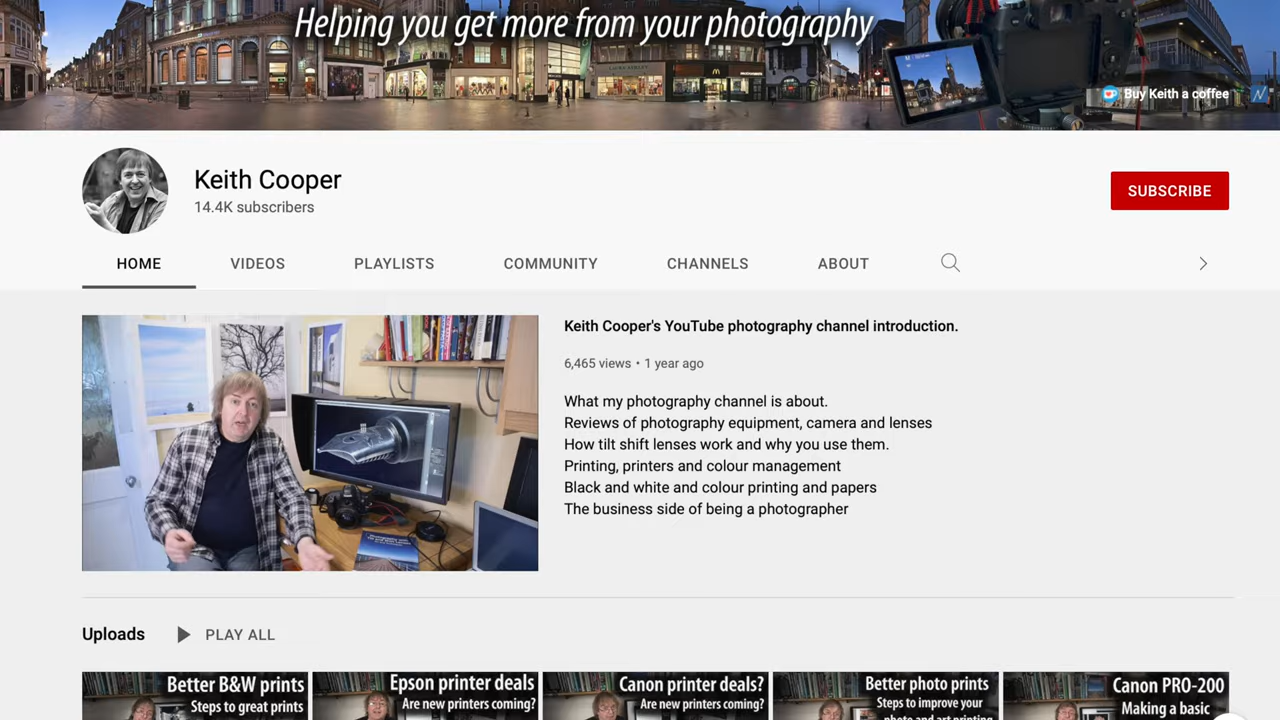 Helping you get more from your photography
Buy Keith a coffee
Keith Cooper
14.4K subscribers
SUBSCRIBE
HOME
VIDEOS
PLAYLISTS
COMMUNITY
CHANNELS
ABOUT
Keith Cooper's YouTube photography channel introduction.
6,465 views • 1 year ago
What my photography channel is about.
Reviews of photography equipment, camera and lenses
How tilt shift lenses work and why you use them.
Printing, printers and colour management
Black and white and colour printing and papers
The business side of being a photographer
Uploads
PLAY ALL
Better B&W prints
Steps to great prints
Epson printer deals
Are new printers coming?
Canon printer deals?
Are new printers coming?
Better photo prints
Steps to improve your
photo and art printing
Canon PRO-200
Making a basic